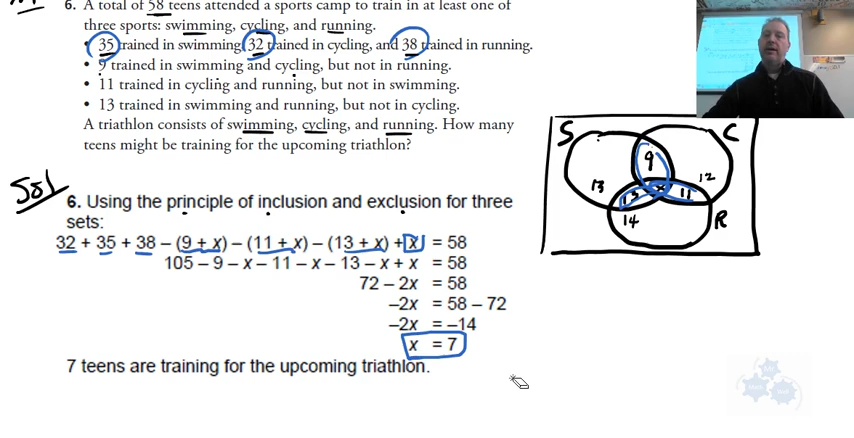 6. A total of 58 teens attended a sports camp to train in at least one of
three sports: swimming, cycling, and running.
• 35 trained in swimming, 32 trained in cycling, and 38 trained in running.
• 9 trained in swimming and cycling, but not in running.
• 11 trained in cycling and running, but not in swimming.
• 13 trained in swimming and running, but not in cycling.
A triathlon consists of swimming, cycling, and running. How many
teens might be training for the upcoming triathlon?
Sol
6. Using the principle of inclusion and exclusion for three
sets:
32 + 35 + 38 – (9 + x) – (11 + x) – (13 + x) + x = 58
105 – 9 – x – 11 – x – 13 – x + x = 58
72 – 2x = 58
–2x = 58 – 72
–2x = –14
x = 7
7 teens are training for the upcoming triathlon.
S
C
9
13
12
13
x
11
14
R